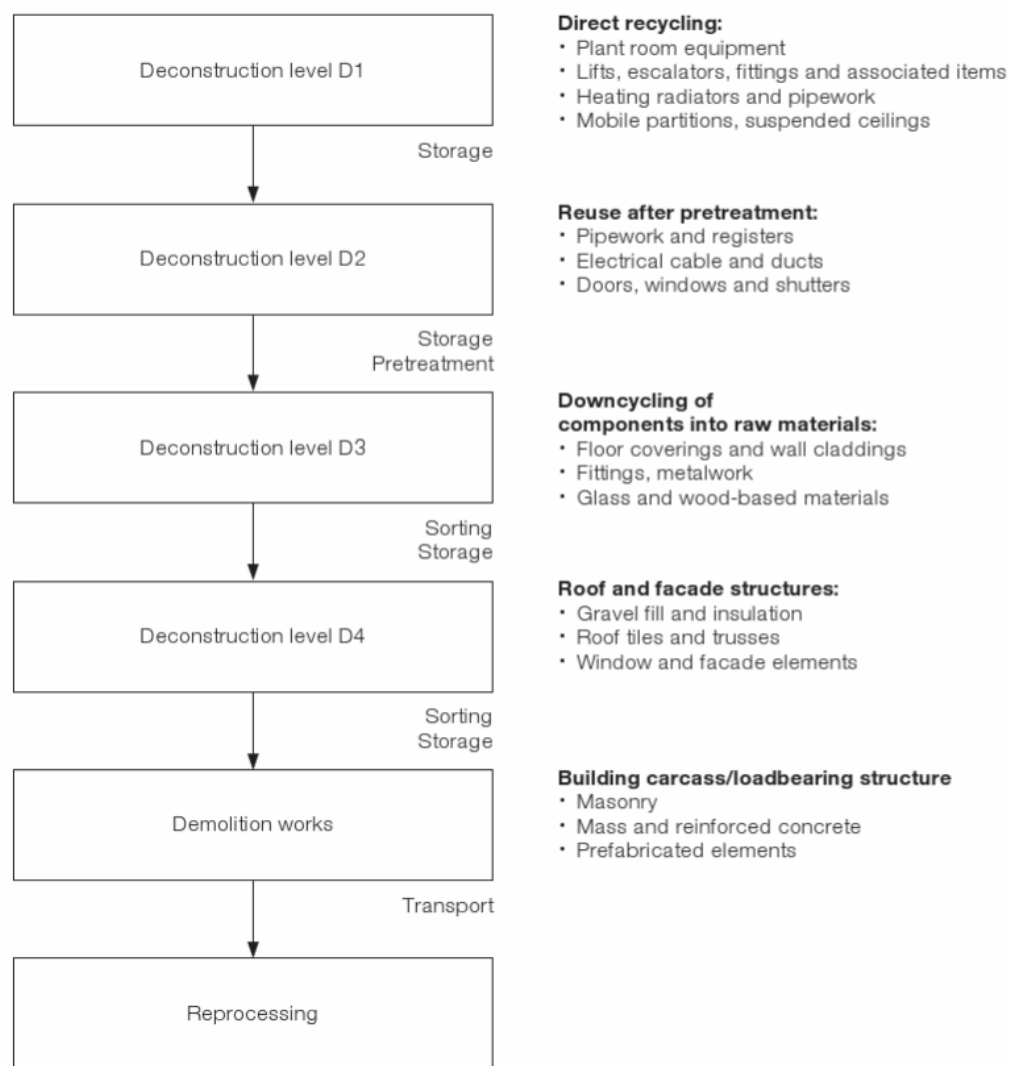 Deconstruction level D1
Direct recycling:
· Plant room equipment
· Lifts, escalators, fittings and associated items
· Heating radiators and pipework
· Mobile partitions, suspended ceilings
Storage
Deconstruction level D2
Reuse after pretreatment:
· Pipework and registers
· Electrical cable and ducts
· Doors, windows and shutters
Storage
Pretreatment
Deconstruction level D3
Downcycling of
components into raw materials:
· Floor coverings and wall claddings
· Fittings, metalwork
· Glass and wood-based materials
Sorting
Storage
Deconstruction level D4
Roof and facade structures:
· Gravel fill and insulation
· Roof tiles and trusses
· Window and facade elements
Sorting
Storage
Demolition works
Building carcass/loadbearing structure
· Masonry
· Mass and reinforced concrete
· Prefabricated elements
Transport
Reprocessing